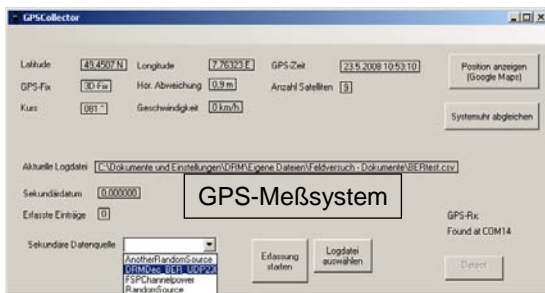 GPSCollector
Latitude 49,4507 N Longitude 7,76323 E GPS-Zeit 23.5.2008 10:53:10 Position anzeigen
(Google Maps)
GPS-Fix 3D-Fix Hor. Abweichung 0,9 m Anzahl Satelliten 9
Kurs 081 ° Geschwindigkeit 0 km/h Systemuhr abgleichen
Aktuelle Logdatei C:\Dokumente und Einstellungen\DRM\Eigene Dateien\Feldversuch - Dokumente\BERtest.csv
Sekundärdatum 0,000000
GPS-Meßsystem
Erfasste Einträge 0 GPS-Rx:
Found at COM14
Sekundäre Datenquelle Erfassung
starten Logdatei
auswählen Detect
AnotherRandomSource
DRMDec_BER_UDP
FSPChannelpower
RandomSource